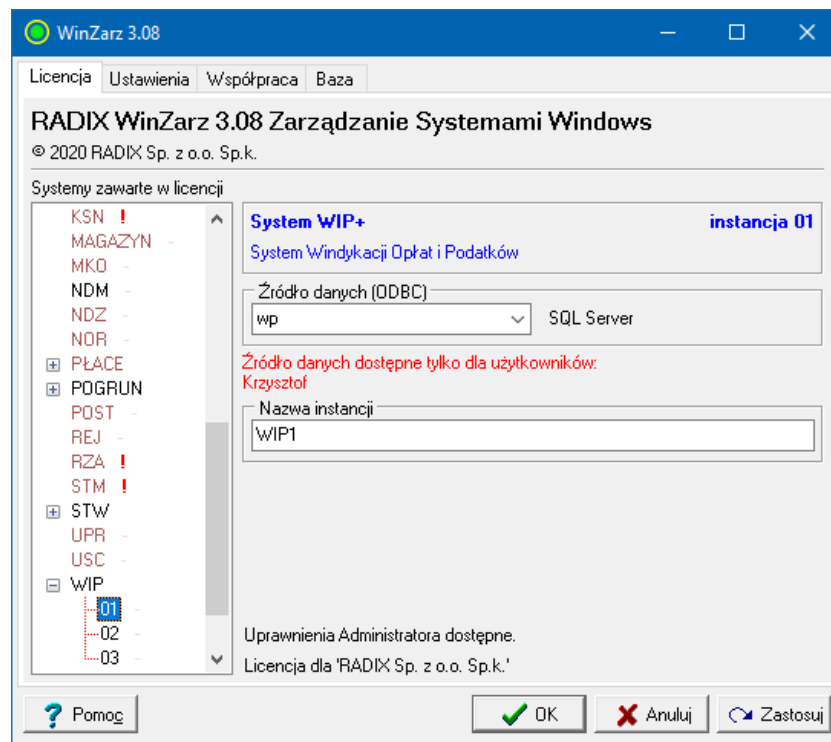 WinZarz 3.08
Licencja Ustawienia Współpraca Baza
RADIX WinZarz 3.08 Zarządzanie Systemami Windows
© 2020 RADIX Sp. z o.o. Sp.k.
Systemy zawarte w licencji
KSN !
MAGAZYN -
MKO -
NDM -
NDZ -
NOR -
PŁACE
POGRUN
POST -
REJ -
RZA !
STM !
STW
UPR -
USC -
WIP
01 -
02 -
03 -
System WIP+ instancja 01
System Windykacji Opłat i Podatków
Źródło danych (ODBC)
wp SQL Server
Źródło danych dostępne tylko dla użytkowników:
Krzysztof
Nazwa instancji
WIP1
Uprawnienia Administratora dostępne.
Licencja dla 'RADIX Sp. z o.o. Sp.k.'
? Pomoc OK Anuluj Zastosuj